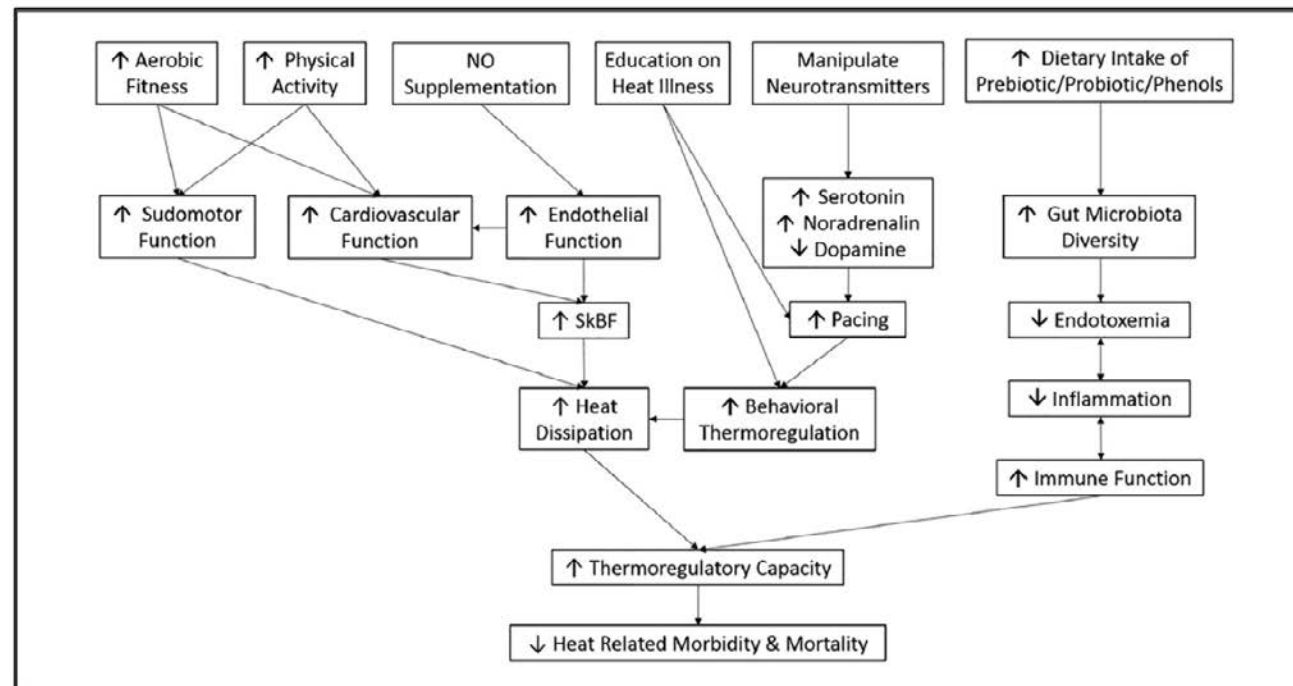 ↑ Aerobic
Fitness
↑ Physical
Activity
NO
Supplementation
Education on
Heat Illness
Manipulate
Neurotransmitters
↑ Dietary Intake of
Prebiotic/Probiotic/Phenols
↑ Sudomotor
Function
↑ Cardiovascular
Function
↑ Endothelial
Function
↑ Serotonin
↑ Noradrenalin
↓ Dopamine
↑ Gut Microbiota
Diversity
↑ SkBF
↑ Pacing
↓ Endotoxemia
↑ Heat
Dissipation
↑ Behavioral
Thermoregulation
↓ Inflammation
↑ Immune Function
↑ Thermoregulatory Capacity
↓ Heat Related Morbidity & Mortality